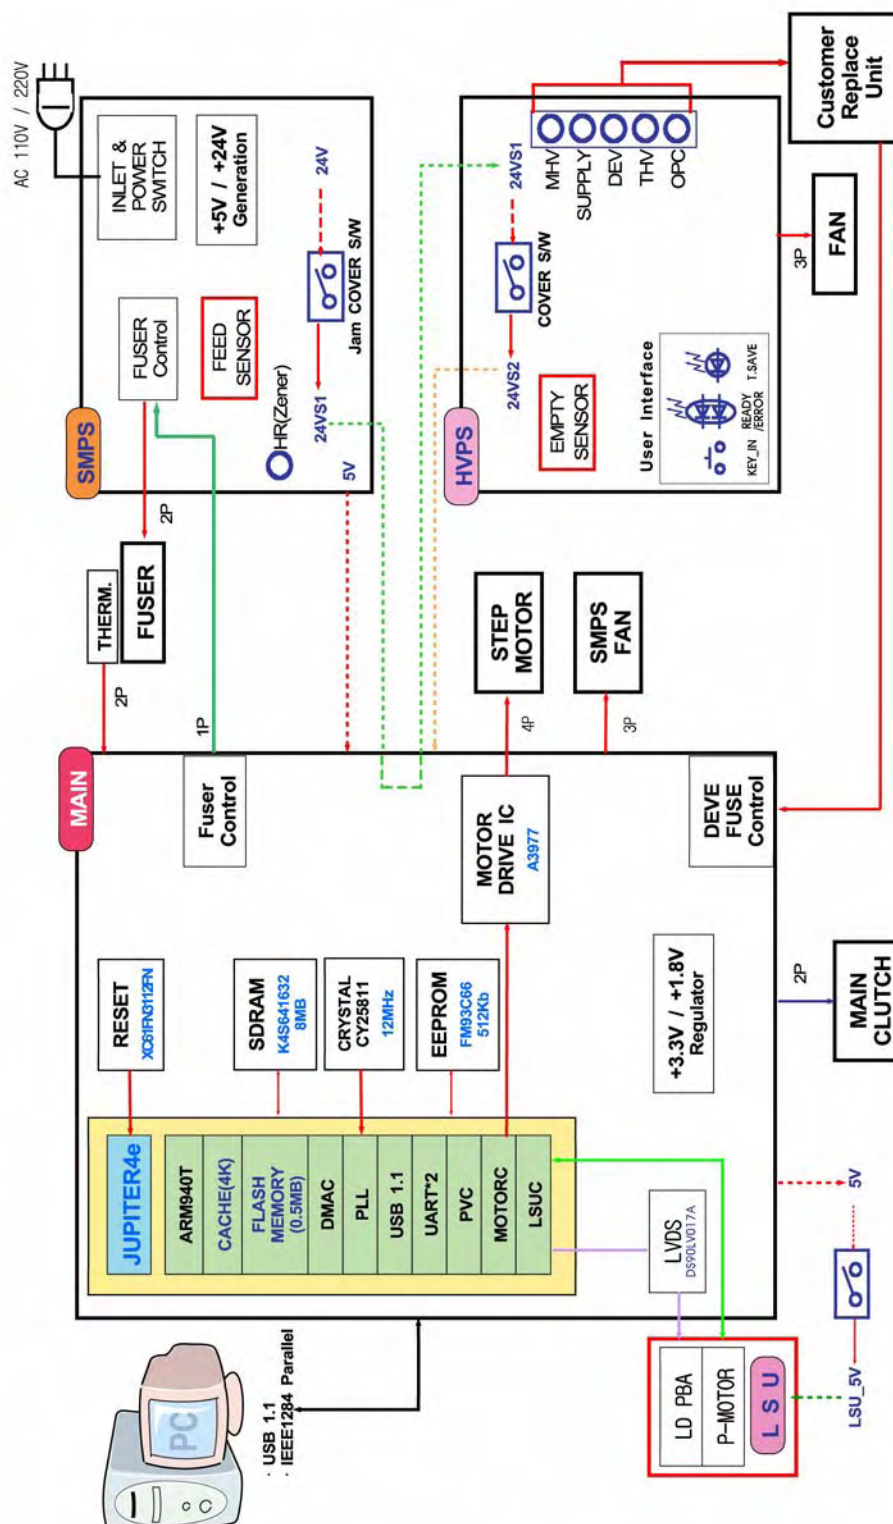 PC
· USB 1.1
· IEEE1284 Parallel
MAIN
JUPITER4e
ARM940T
CACHE(4K)
FLASH
MEMORY
(0.5MB)
DMAC
PLL
USB 1.1
UART*2
PVC
MOTORC
LSUC
RESET
XC61FN3112FN
SDRAM
K4S641632
8MB
CRYSTAL
CY25811
12MHz
EEPROM
FM93C66
512Kb
Fuser
Control
MOTOR
DRIVE IC
A3977
+3.3V / +1.8V
Regulator
DEVE
FUSE
Control
LVDS
DS90LV017A
LD PBA
P-MOTOR
L S U
LSU_5V
5V
2P
MAIN
CLUTCH
2P
THERM.
FUSER
2P
1P
4P
STEP
MOTOR
3P
SMPS
FAN
SMPS
AC 110V / 220V
INLET &
POWER
SWITCH
FUSER
Control
+5V / +24V
Generation
FEED
SENSOR
HR(Zener)
24VS1
24V
Jam COVER S/W
5V
HVPS
24VS2
24VS1
COVER S/W
EMPTY
SENSOR
MHV
SUPPLY
DEV
THV
OPC
User Interface
KEY_IN
READY
/ERROR
T.SAVE
3P
FAN
Customer
Replace
Unit